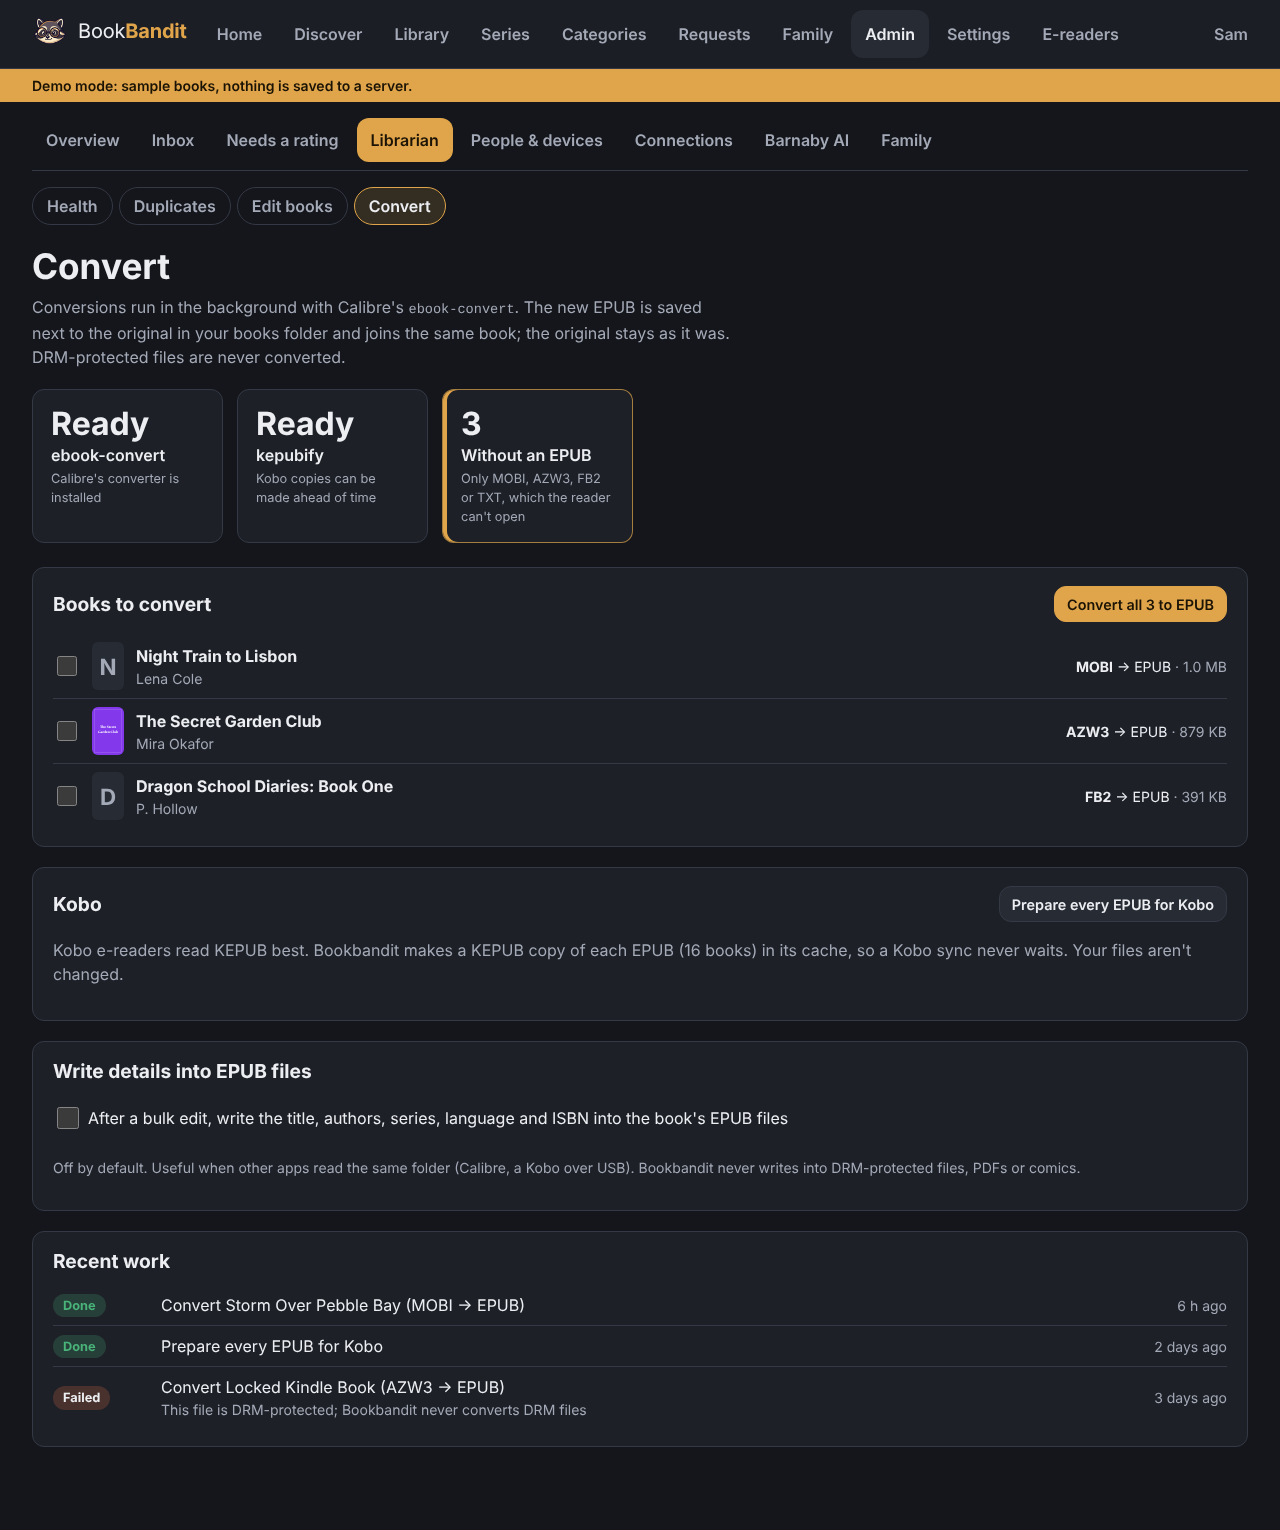 BookBandit
Home
Discover
Library
Series
Categories
Requests
Family
Admin
Settings
E-readers
Sam
Demo mode: sample books, nothing is saved to a server.
Overview
Inbox
Needs a rating
Librarian
People & devices
Connections
Barnaby AI
Family
Health
Duplicates
Edit books
Convert
Convert
Conversions run in the background with Calibre's ebook-convert. The new EPUB is saved
next to the original in your books folder and joins the same book; the original stays as it was.
DRM-protected files are never converted.
Ready
ebook-convert
Calibre's converter is
installed
Ready
kepubify
Kobo copies can be
made ahead of time
3
Without an EPUB
Only MOBI, AZW3, FB2
or TXT, which the reader
can't open
Books to convert
Convert all 3 to EPUB
N
Night Train to Lisbon
Lena Cole
MOBI → EPUB · 1.0 MB
The Secret
Garden Club
The Secret Garden Club
Mira Okafor
AZW3 → EPUB · 879 KB
D
Dragon School Diaries: Book One
P. Hollow
FB2 → EPUB · 391 KB
Kobo
Prepare every EPUB for Kobo
Kobo e-readers read KEPUB best. Bookbandit makes a KEPUB copy of each EPUB (16 books) in its cache, so a Kobo sync never waits. Your files aren't
changed.
Write details into EPUB files
After a bulk edit, write the title, authors, series, language and ISBN into the book's EPUB files
Off by default. Useful when other apps read the same folder (Calibre, a Kobo over USB). Bookbandit never writes into DRM-protected files, PDFs or comics.
Recent work
Done
Convert Storm Over Pebble Bay (MOBI → EPUB)
6 h ago
Done
Prepare every EPUB for Kobo
2 days ago
Failed
Convert Locked Kindle Book (AZW3 → EPUB)
This file is DRM-protected; Bookbandit never converts DRM files
3 days ago